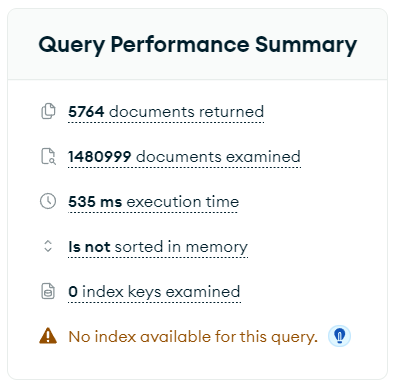 Query Performance Summary
5764 documents returned
1480999 documents examined
535 ms execution time
Is not sorted in memory
0 index keys examined
No index available for this query.